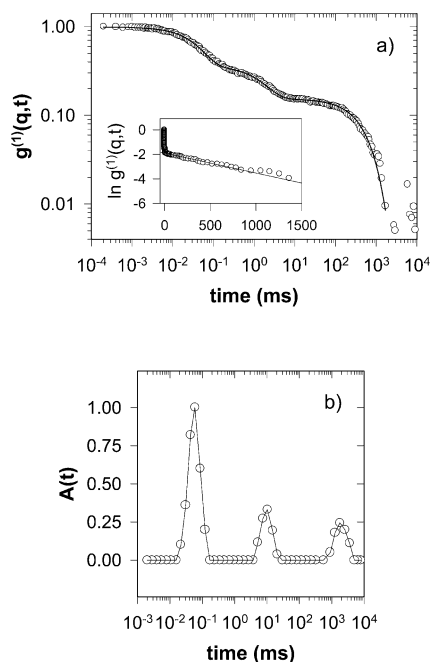 a)
1.00
0.10
0.01
g⁽¹⁾(q,t)
10⁻⁴ 10⁻³ 10⁻² 10⁻¹ 10⁰ 10¹ 10² 10³ 10⁴
time (ms)
ln g⁽¹⁾(q,t)
0
-2
-4
-6
0 500 1000 1500
b)
1.00
0.75
0.50
0.25
0.00
A(t)
10⁻³ 10⁻² 10⁻¹ 10⁰ 10¹ 10² 10³ 10⁴
time (ms)